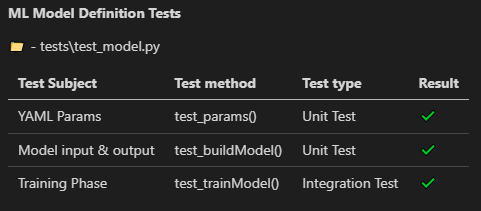 ML Model Definition Tests
- tests\test_model.py
Test Subject Test method Test type Result
YAML Params test_params() Unit Test ✓
Model input & output test_buildModel() Unit Test ✓
Training Phase test_trainModel() Integration Test ✓